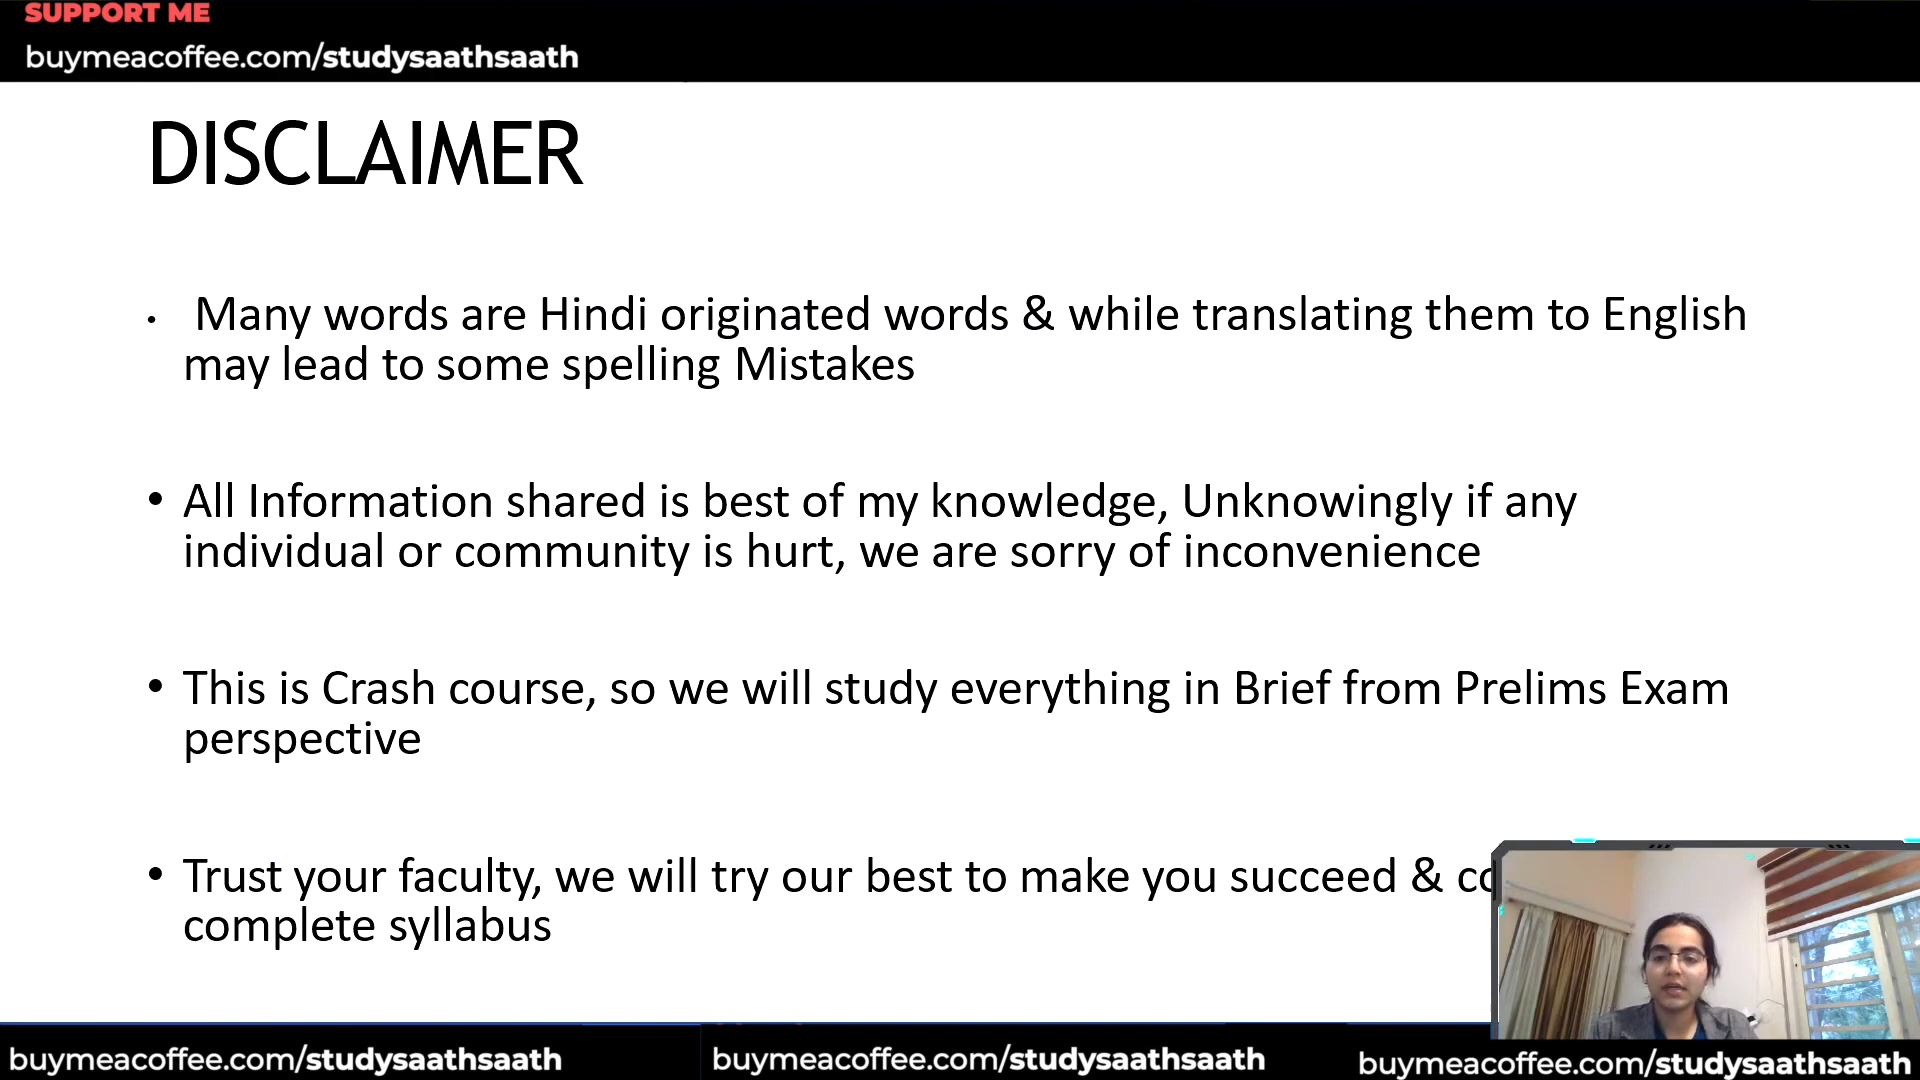 SUPPORT ME
buymeacoffee.com/studysaathsaath
DISCLAIMER
• Many words are Hindi originated words & while translating them to English
may lead to some spelling Mistakes
• All Information shared is best of my knowledge, Unknowingly if any
individual or community is hurt, we are sorry of inconvenience
• This is Crash course, so we will study everything in Brief from Prelims Exam
perspective
• Trust your faculty, we will try our best to make you succeed &
complete syllabus
buymeacoffee.com/studysaathsaath
buymeacoffee.com/studysaathsaath
buymeacoffee.com/studysaathsaath